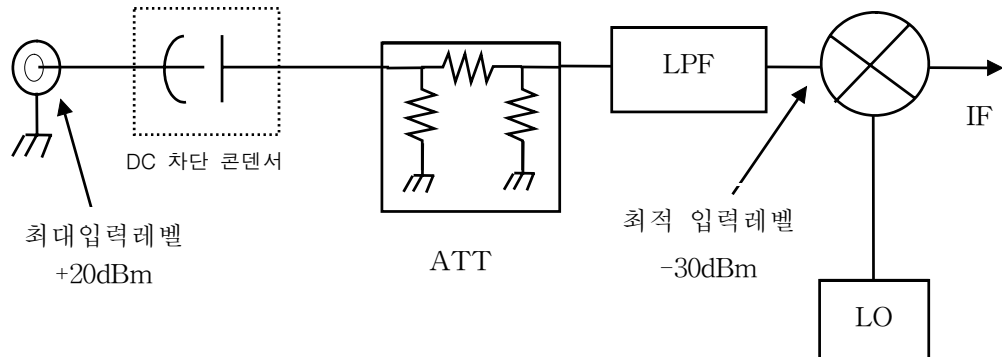 LPF
IF
DC 차단 콘덴서
최대입력레벨
+20dBm
ATT
최적 입력레벨
-30dBm
LO